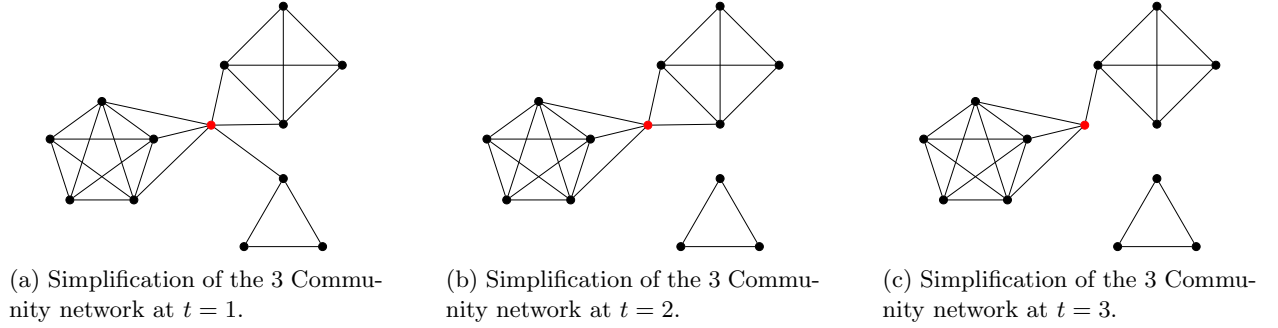 (a) Simplification of the 3 Commu-
nity network at t = 1.
(b) Simplification of the 3 Commu-
nity network at t = 2.
(c) Simplification of the 3 Commu-
nity network at t = 3.